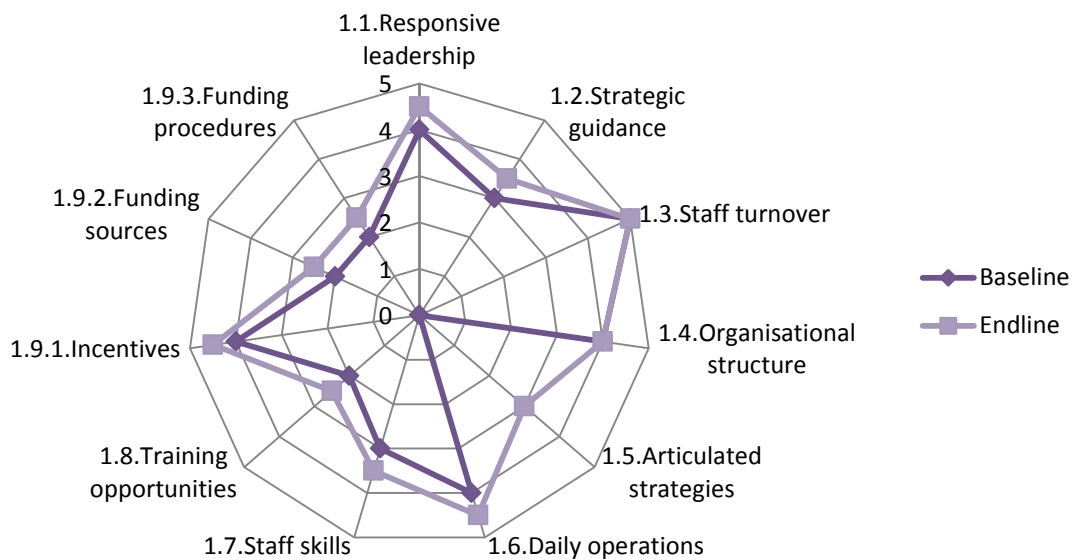 1.1.Responsive
leadership
1.2.Strategic
guidance
1.3.Staff turnover
1.4.Organisational
structure
1.5.Articulated
strategies
1.6.Daily operations
1.7.Staff skills
1.8.Training
opportunities
1.9.1.Incentives
1.9.2.Funding
sources
1.9.3.Funding
procedures
5
4
3
2
1
0
Baseline
Endline